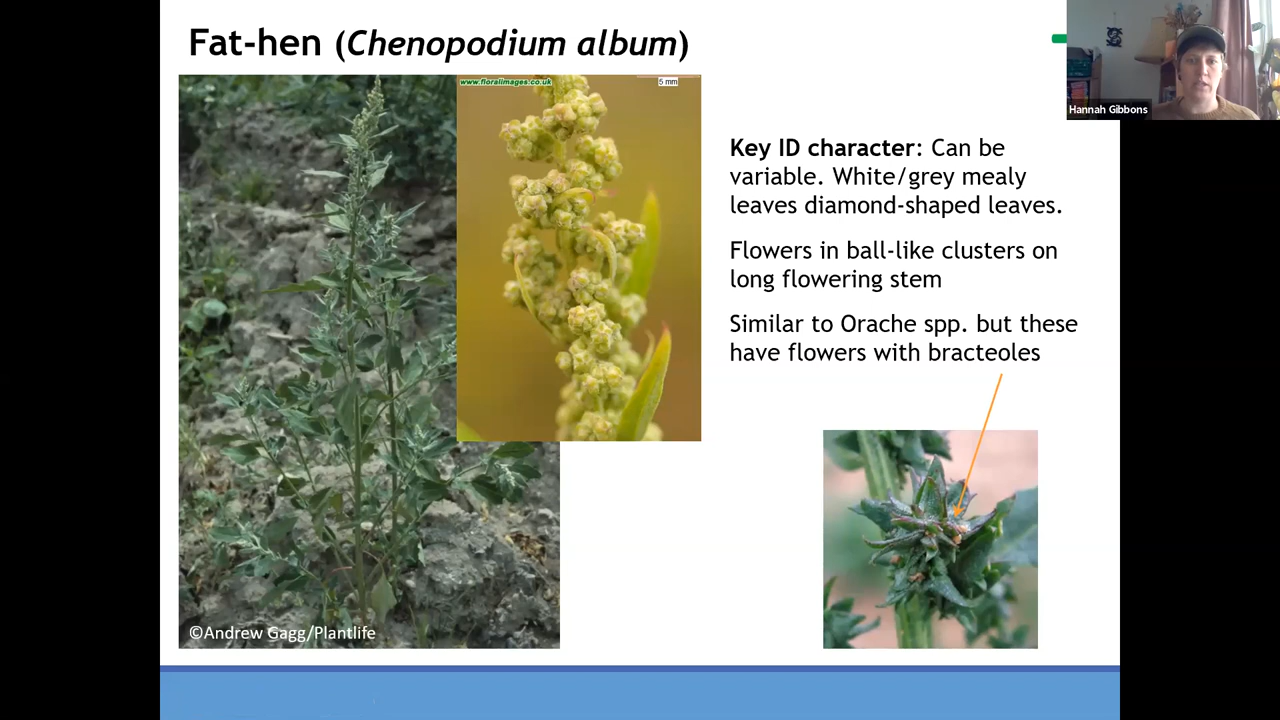 Fat-hen (Chenopodium album)
www.floralimages.co.uk
5 mm
Hannah Gibbons
Key ID character: Can be
variable. White/grey mealy
leaves diamond-shaped leaves.
Flowers in ball-like clusters on
long flowering stem
Similar to Orache spp. but these
have flowers with bracteoles
©Andrew Gagg/Plantlife